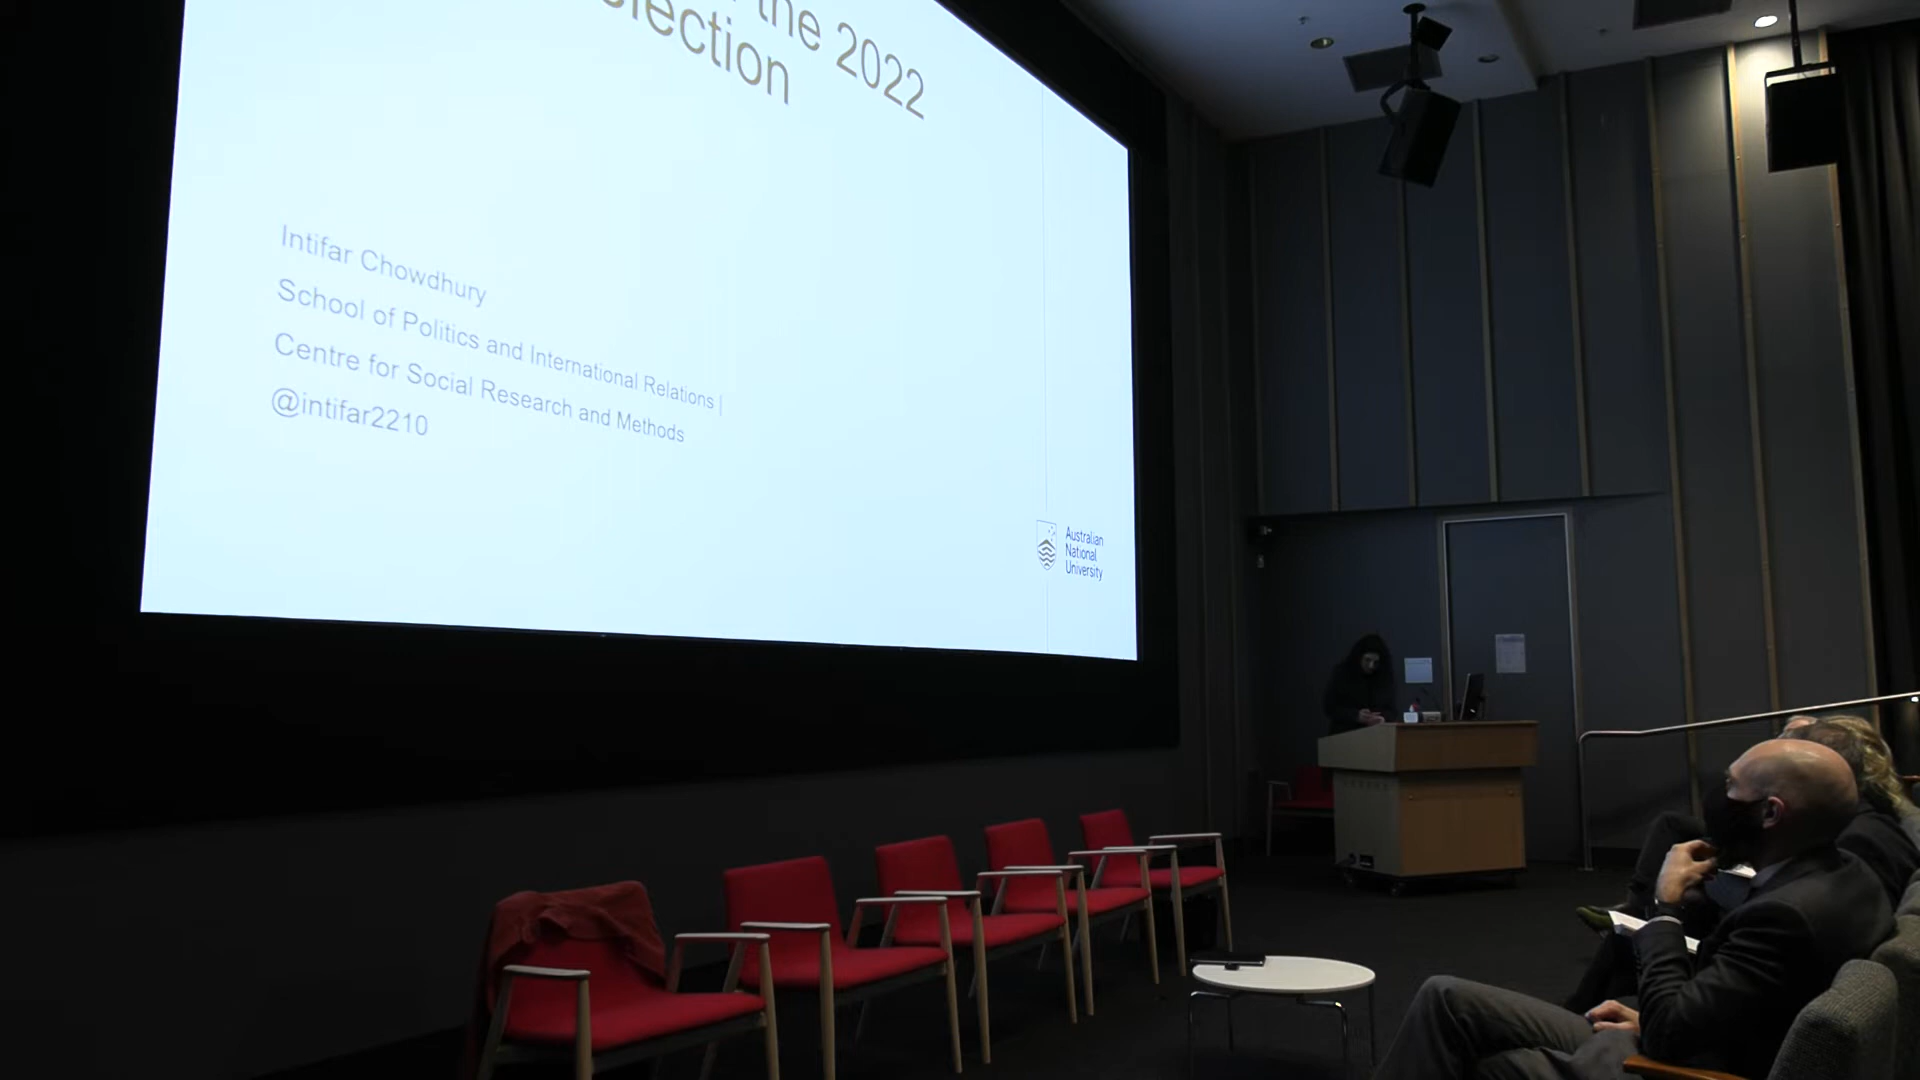 the 2022
election
Intifar Chowdhury
School of Politics and International Relations |
Centre for Social Research and Methods
@intifar2210
Australian
National
University